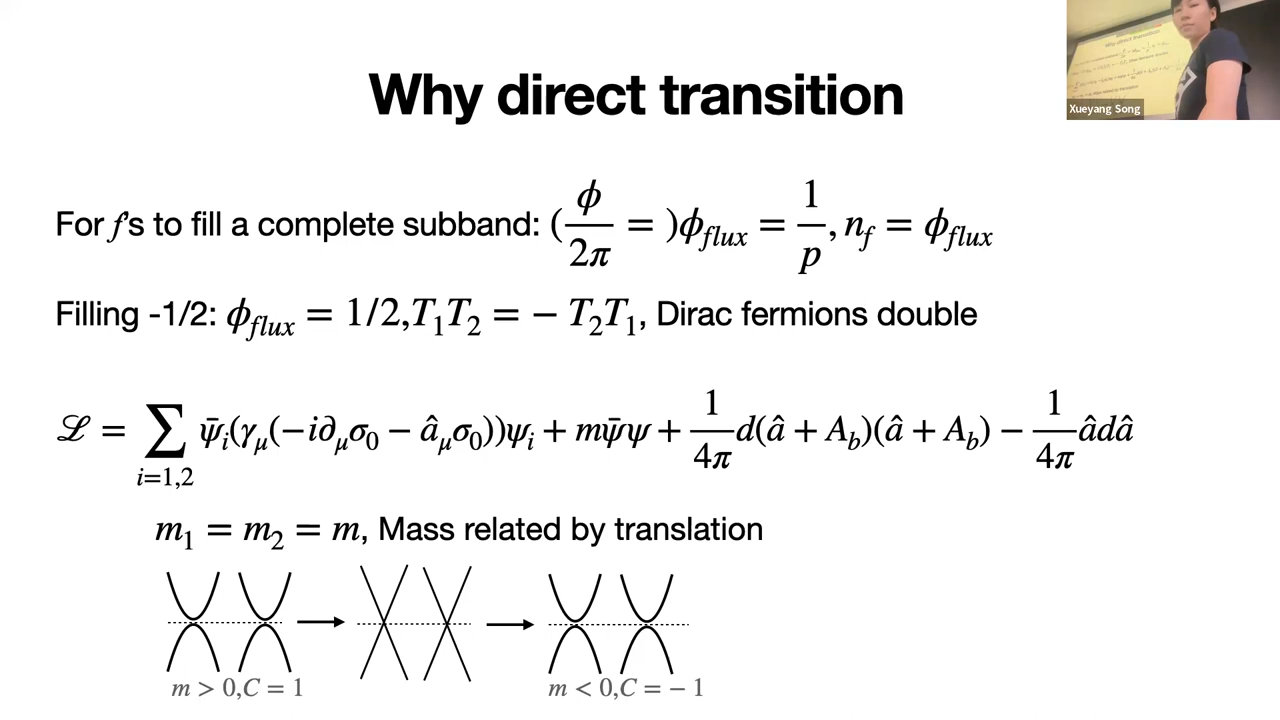 Why direct transition
Xueyang Song
For f's to fill a complete subband: (ϕ/2π = )ϕ_flux = 1/p, n_f = ϕ_flux
Filling -1/2: ϕ_flux = 1/2,T₁T₂ = − T₂T₁, Dirac fermions double
ℒ = ∑_{i=1,2} ψ̄_i(γ_μ(−i∂_μσ₀ − â_μσ₀))ψ_i + mψ̄ψ + 1/4π d(â + A_b)(â + A_b) − 1/4π âdâ
m₁ = m₂ = m, Mass related by translation
m > 0,C = 1
m < 0,C = − 1